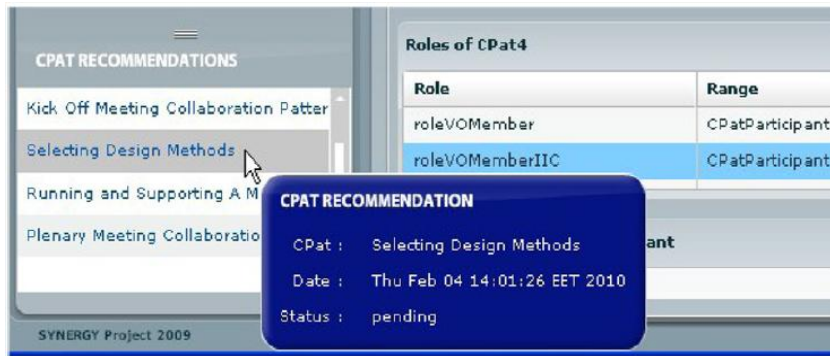 CPAT RECOMMENDATIONS
Kick Off Meeting Collaboration Patter
Selecting Design Methods
Running and Supporting A M
Plenary Meeting Collaboratio
SYNERGY Project 2009
Roles of CPat4
Role Range
roleVOMember CPatParticipant
roleVOMemberIIC CPatParticipant
ant
CPAT RECOMMENDATION
CPat : Selecting Design Methods
Date : Thu Feb 04 14:01:26 EET 2010
Status : pending